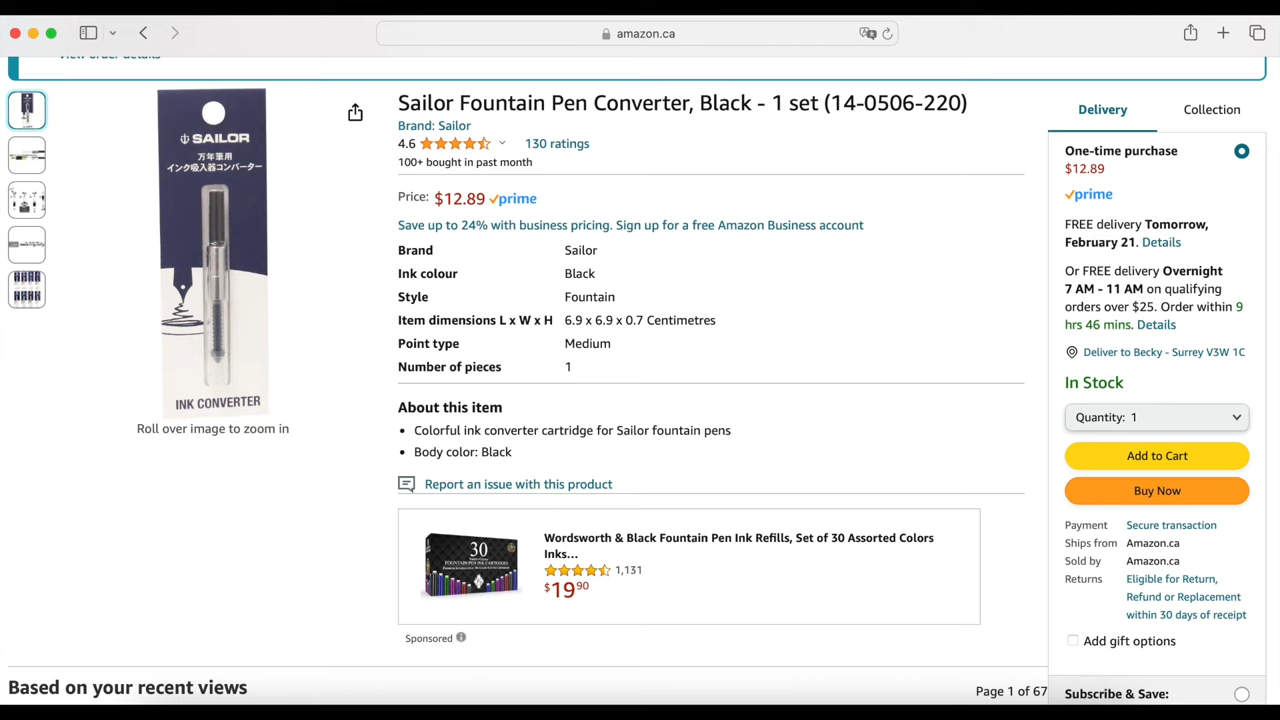 amazon.ca
View order details
SAILOR
万年筆用
インク吸入器コンバーター
INK CONVERTER
Roll over image to zoom in
Sailor Fountain Pen Converter, Black - 1 set (14-0506-220)
Brand: Sailor
4.6 130 ratings
100+ bought in past month
Price: $12.89 prime
Save up to 24% with business pricing. Sign up for a free Amazon Business account
Brand Sailor
Ink colour Black
Style Fountain
Item dimensions L x W x H 6.9 x 6.9 x 0.7 Centimetres
Point type Medium
Number of pieces 1
About this item
• Colorful ink converter cartridge for Sailor fountain pens
• Body color: Black
Report an issue with this product
30
FOUNTAIN PEN INK CARTRIDGES
Wordsworth & Black Fountain Pen Ink Refills, Set of 30 Assorted Colors
Inks...
1,131
$1990
Sponsored
Delivery Collection
One-time purchase
$12.89
prime
FREE delivery Tomorrow,
February 21. Details
Or FREE delivery Overnight
7 AM - 11 AM on qualifying
orders over $25. Order within 9
hrs 46 mins. Details
Deliver to Becky - Surrey V3W 1C
In Stock
Quantity: 1
Add to Cart
Buy Now
Payment Secure transaction
Ships from Amazon.ca
Sold by Amazon.ca
Returns Eligible for Return,
Refund or Replacement
within 30 days of receipt
Add gift options
Subscribe & Save:
Based on your recent views
Page 1 of 67